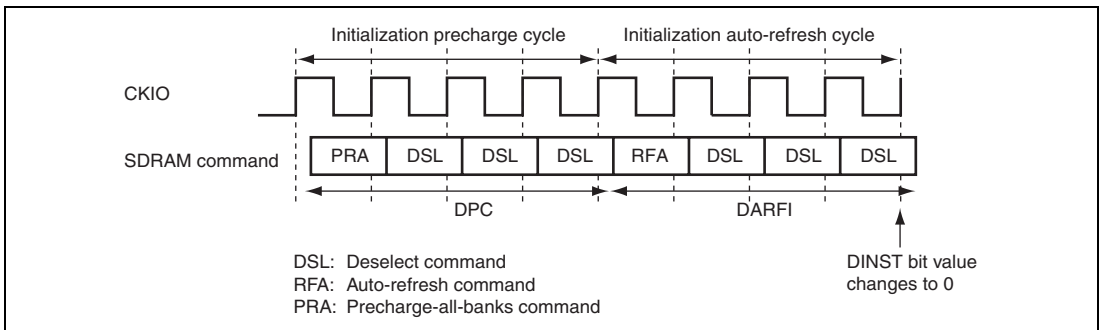 Initialization precharge cycle Initialization auto-refresh cycle
CKIO
SDRAM command PRA DSL DSL DSL RFA DSL DSL DSL
DPC DARFI
DSL: Deselect command
RFA: Auto-refresh command
PRA: Precharge-all-banks command
DINST bit value
changes to 0